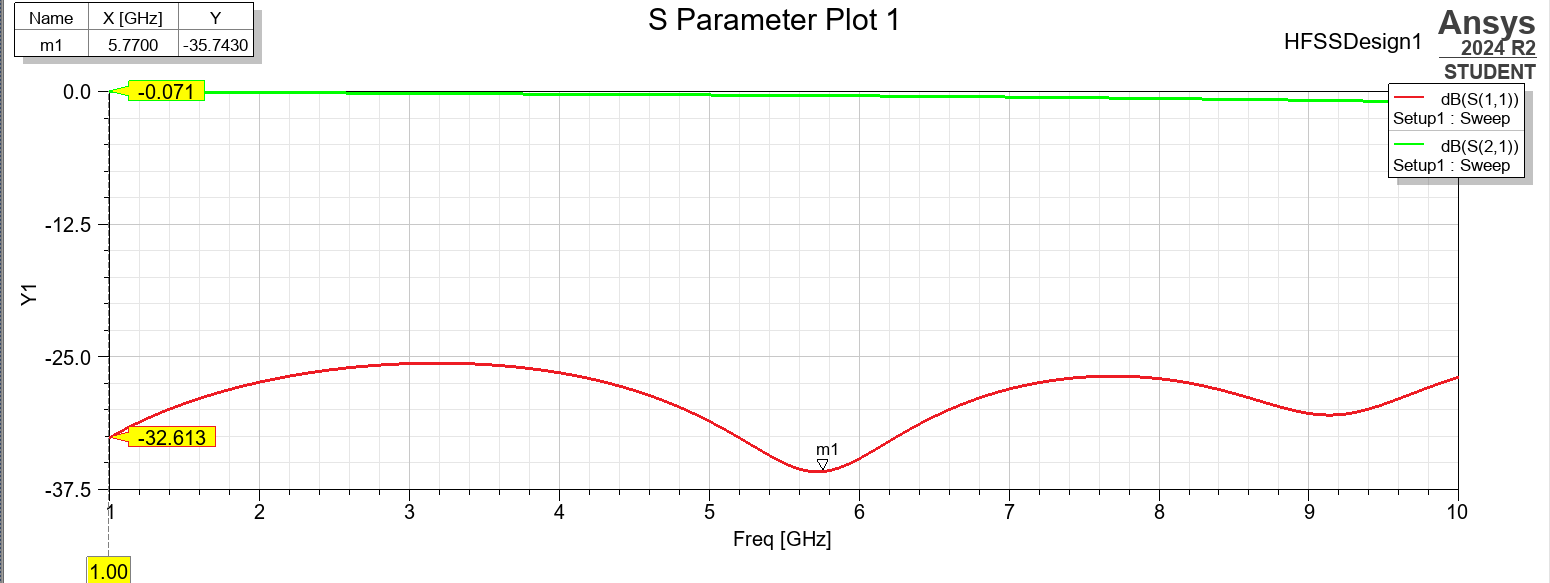 S Parameter Plot 1
Name X [GHz] Y
m1 5.7700 -35.7430
HFSSDesign1
Ansys
2024 R2
STUDENT
dB(S(1,1))
Setup1 : Sweep
dB(S(2,1))
Setup1 : Sweep
0.0
-0.071
-12.5
Y1
-25.0
-32.613
m1
-37.5
1 2 3 4 5 6 7 8 9 10
Freq [GHz]
1.00